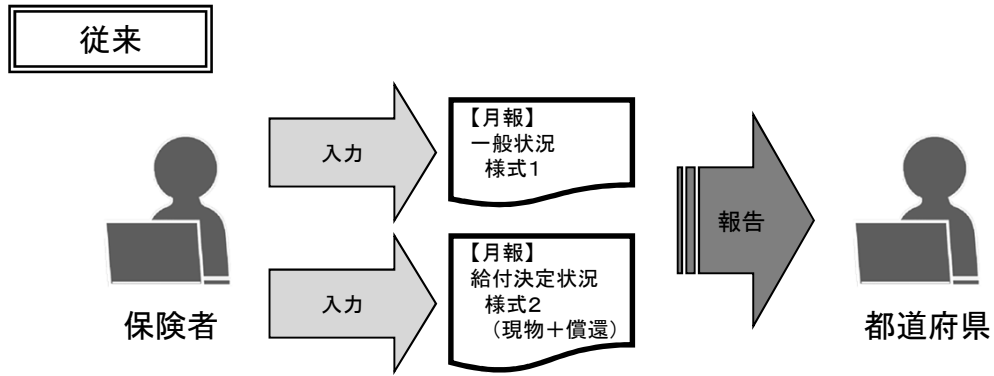 従来
入力
【月報】
一般状況
様式1
報告
入力
【月報】
給付決定状況
様式2
（現物＋償還）
保険者
都道府県